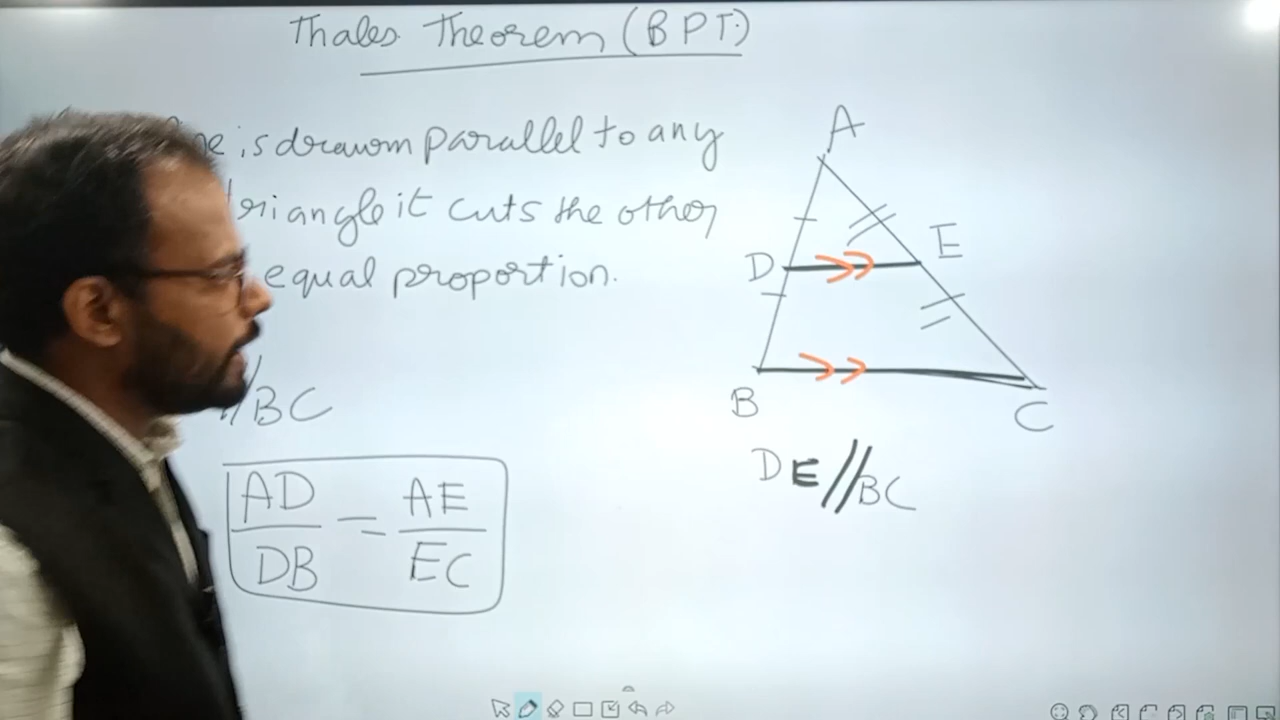 Thales Theorem (BPT)
is drawn parallel to any
triangle it cuts the other
equal proportion.
//BC
AD/DB = AE/EC
A
D
E
B
C
DE//BC